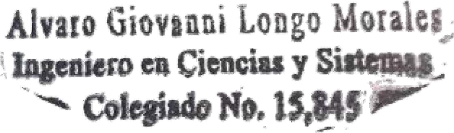 Alvaro Giovanni Longo Morales
Ingeniero en Ciencias y Sistemas
Colegiado No. 15,845